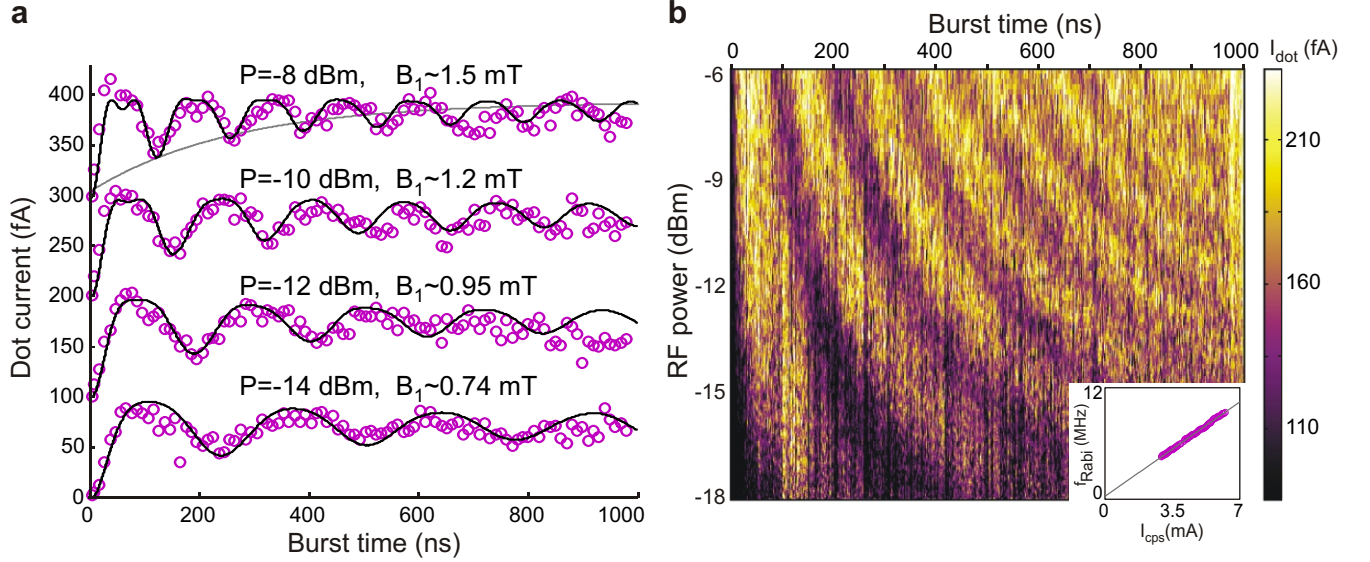 a
P=-8 dBm, B₁~1.5 mT
P=-10 dBm, B₁~1.2 mT
P=-12 dBm, B₁~0.95 mT
P=-14 dBm, B₁~0.74 mT
Dot current (fA)
400
350
300
250
200
150
100
50
0
0 200 400 600 800 1000
Burst time (ns)
b
Burst time (ns)
0 200 400 600 800 1000
I_dot (fA)
RF power (dBm)
-6
-9
-12
-15
-18
210
160
110
f_Rabi (MHz)
12
0
0 3.5 7
I_cps(mA)